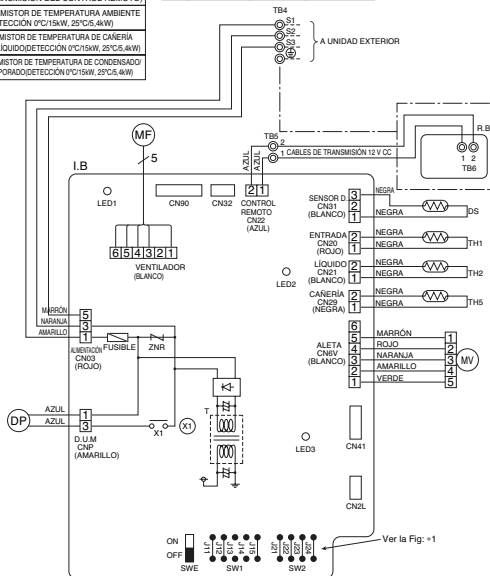 MISTOR DE TEMPERATURA AMBIENTE
TECCIÓN 0ºC/15kW, 25ºC/5,4kW)
MISTOR DE TEMPERATURA DE CAÑERÍA
ÍQUIDO(DETECCIÓN 0ºC/15kW, 25ºC/5,4kW)
MISTOR DE TEMPERATURA DE CONDENSADO/
PORADO(DETECCIÓN 0ºC/15kW, 25ºC/5,4kW)
TB4
S1
S2
S3
A UNIDAD EXTERIOR
MF
5
TB5
2
1 CABLES DE TRANSMISIÓN 12 V CC
AZUL
AZUL
R.B
1 2
TB6
I.B
LED1
CN90
CN32
2 1
CONTROL
REMOTO
CN22
(AZUL)
6 5 4 3 2 1
VENTILADOR
(BLANCO)
SENSOR D.
CN31
(BLANCO)
3
2
1
NEGRA
NEGRA
DS
ENTRADA
CN20
(ROJO)
2
1
NEGRA
NEGRA
TH1
LÍQUIDO
CN21
(BLANCO)
2
1
NEGRA
NEGRA
TH2
CAÑERÍA
CN29
(NEGRA)
2
1
NEGRA
NEGRA
TH5
LED2
MARRÓN
NARANJA
AMARILLO
5
3
1
ALIMENTACIÓN
CN03
(ROJO)
FUSIBLE
ZNR
ALETA
CN6V
(BLANCO)
6
5
4
3
2
1
MARRÓN
ROJO
NARANJA
AMARILLO
VERDE
1
2
3
4
5
MV
DP
AZUL
AZUL
1
3
D.U.M
CNP
(AMARILLO)
X1
X1
T
LED3
CN41
CN2L
ON
OFF
SWE
J11
J12
J13
J14
J15
SW1
J21
J22
J23
J24
SW2
Ver la Fig: *1